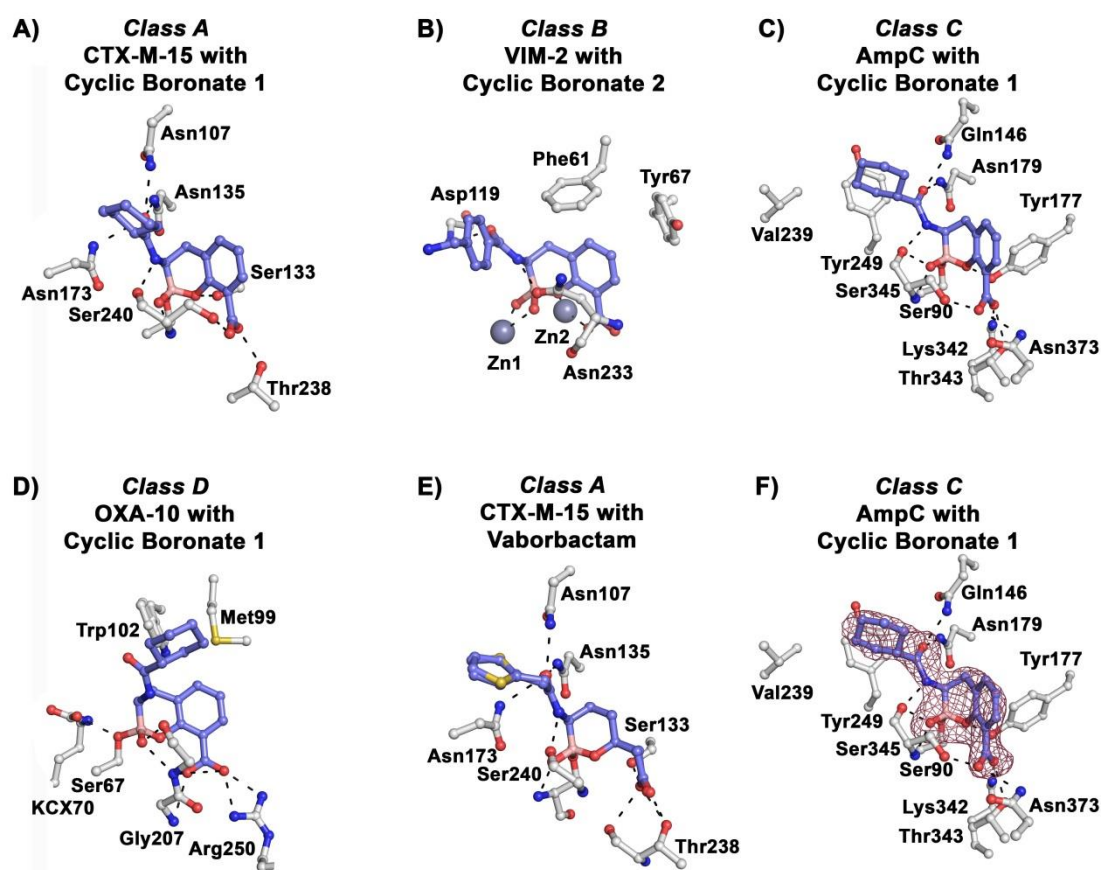 A)
Class A
CTX-M-15 with
Cyclic Boronate 1
Asn107
Asn135
Ser133
Asn173
Ser240
Thr238
B)
Class B
VIM-2 with
Cyclic Boronate 2
Phe61
Tyr67
Asp119
Zn2
Zn1
Asn233
C)
Class C
AmpC with
Cyclic Boronate 1
Gln146
Asn179
Tyr177
Val239
Tyr249
Ser345
Ser90
Lys342
Asn373
Thr343
D)
Class D
OXA-10 with
Cyclic Boronate 1
Met99
Trp102
Ser67
KCX70
Gly207
Arg250
E)
Class A
CTX-M-15 with
Vaborbactam
Asn107
Asn135
Ser133
Asn173
Ser240
Thr238
F)
Class C
AmpC with
Cyclic Boronate 1
Gln146
Asn179
Tyr177
Val239
Tyr249
Ser345
Ser90
Lys342
Asn373
Thr343